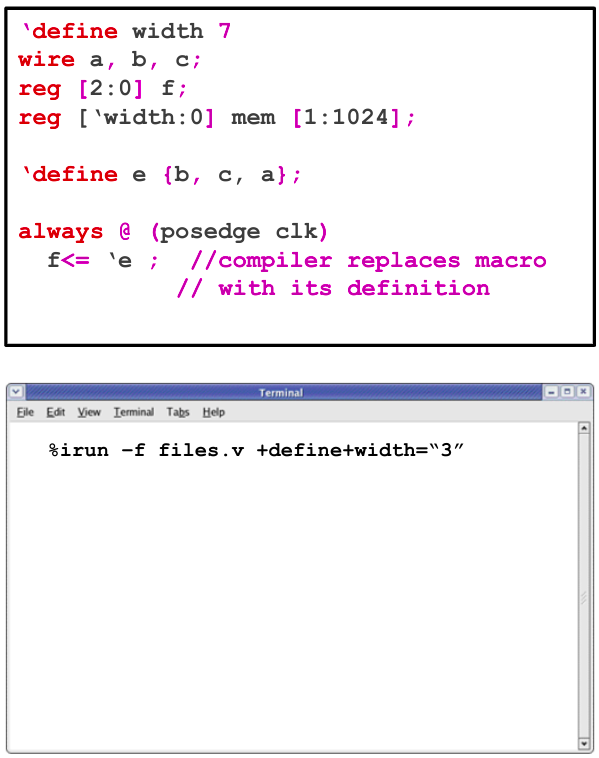 ‘define width 7
wire a, b, c;
reg [2:0] f;
reg [‘width:0] mem [1:1024];
‘define e {b, c, a};
always @ (posedge clk)
f<= ‘e ; //compiler replaces macro
// with its definition
Terminal
File Edit View Terminal Tabs Help
%irun –f files.v +define+width=“3”